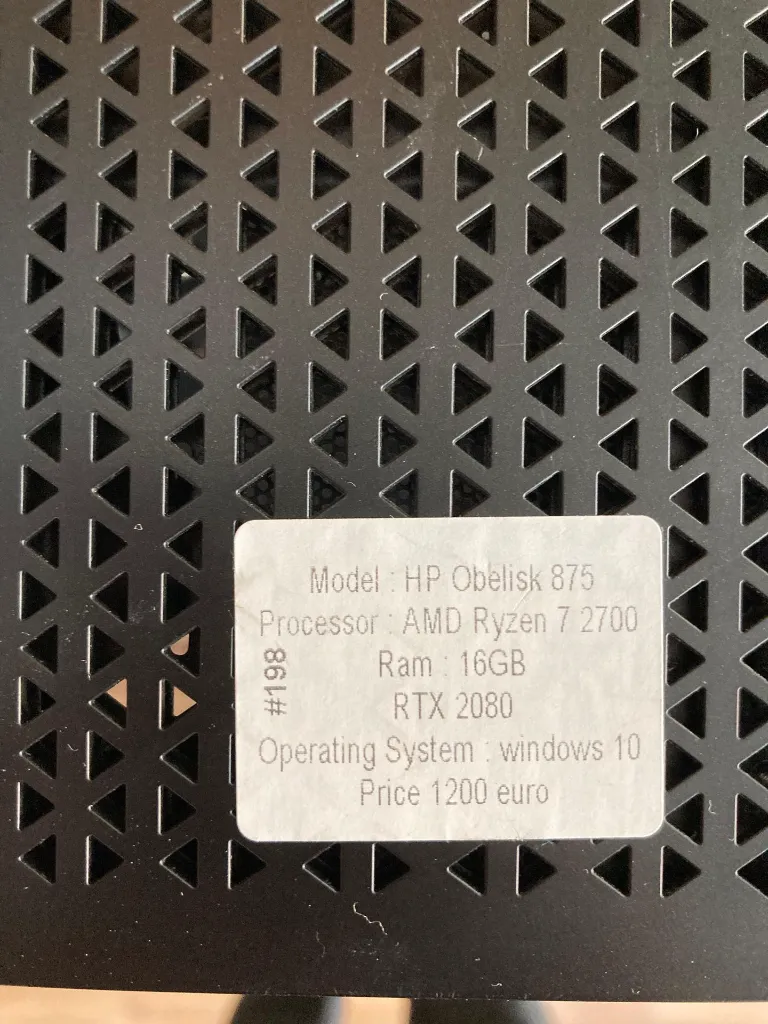 Model : HP Obelisk 875
Processor : AMD Ryzen 7 2700
Ram : 16GB
RTX 2080
Operating System : windows 10
Price 1200 euro
#198